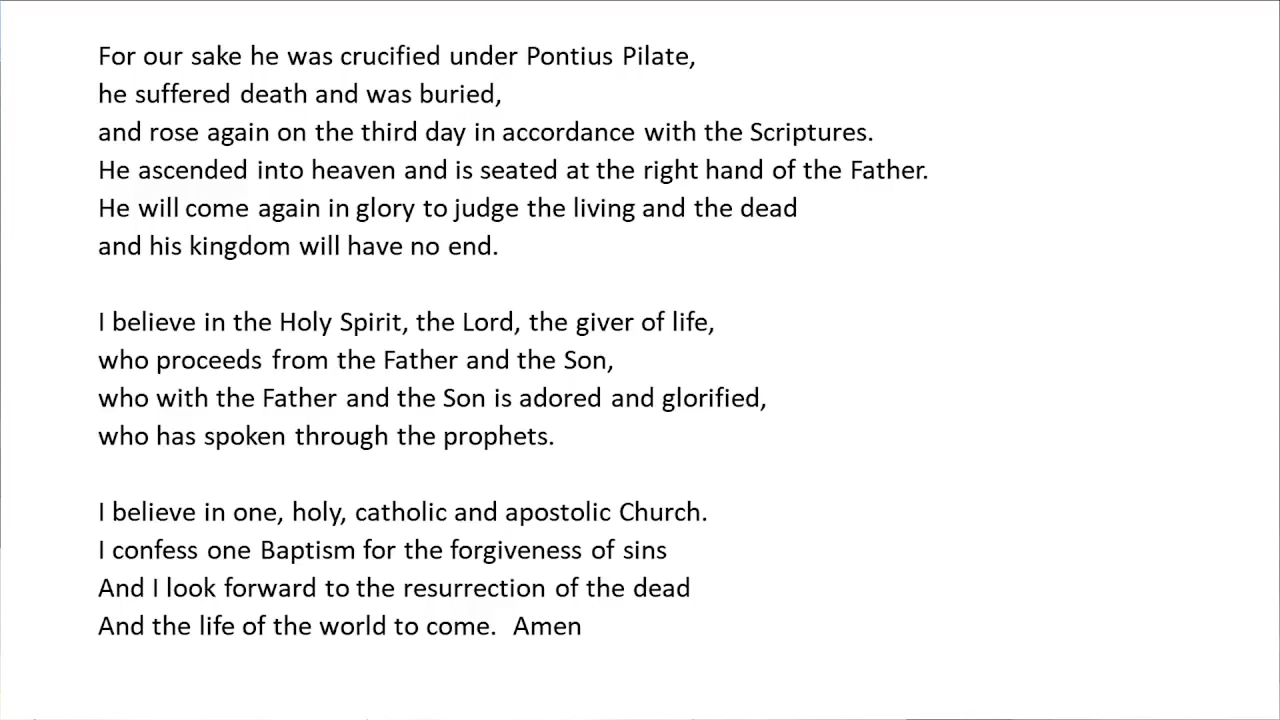 For our sake he was crucified under Pontius Pilate,
he suffered death and was buried,
and rose again on the third day in accordance with the Scriptures.
He ascended into heaven and is seated at the right hand of the Father.
He will come again in glory to judge the living and the dead
and his kingdom will have no end.
I believe in the Holy Spirit, the Lord, the giver of life,
who proceeds from the Father and the Son,
who with the Father and the Son is adored and glorified,
who has spoken through the prophets.
I believe in one, holy, catholic and apostolic Church.
I confess one Baptism for the forgiveness of sins
And I look forward to the resurrection of the dead
And the life of the world to come.  Amen